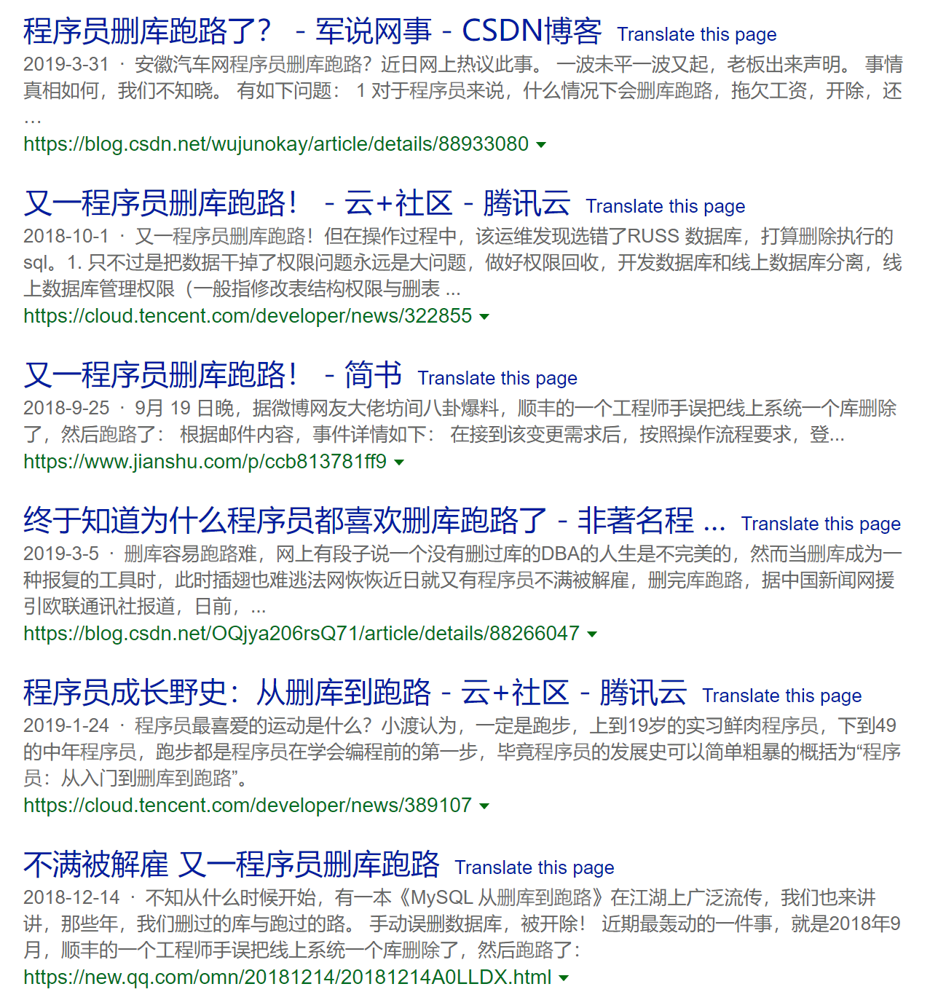 程序员删库跑路了？ - 军说网事 - CSDN博客 Translate this page
2019-3-31 · 安徽汽车网程序员删库跑路？近日网上热议此事。 一波未平一波又起，老板出来声明。 事情
真相如何，我们不知晓。 有如下问题： 1 对于程序员来说，什么情况下会删库跑路，拖欠工资，开除，还
…
https://blog.csdn.net/wujunokay/article/details/88933080
又一程序员删库跑路！ - 云+社区 - 腾讯云 Translate this page
2018-10-1 · 又一程序员删库跑路！但在操作过程中，该运维发现选错了RUSS 数据库，打算删除执行的
sql。1. 只不过是把数据干掉了权限问题永远是大问题，做好权限回收，开发数据库和线上数据库分离，线
上数据库管理权限（一般指修改表结构权限与删表 ...
https://cloud.tencent.com/developer/news/322855
又一程序员删库跑路！ - 简书 Translate this page
2018-9-25 · 9月 19 日晚，据微博网友大佬坊间八卦爆料，顺丰的一个工程师手误把线上系统一个库删除
了，然后跑路了： 根据邮件内容，事件详情如下： 在接到该变更需求后，按照操作流程要求，登...
https://www.jianshu.com/p/ccb813781ff9
终于知道为什么程序员都喜欢删库跑路了 - 非著名程 ... Translate this page
2019-3-5 · 删库容易跑路难，网上有段子说一个没有删过库的DBA的人生是不完美的，然而当删库成为一
种报复的工具时，此时插翅也难逃法网恢恢近日就又有程序员不满被解雇，删完库跑路，据中国新闻网援
引欧联通讯社报道，日前，...
https://blog.csdn.net/OQjya206rsQ71/article/details/88266047
程序员成长野史：从删库到跑路 - 云+社区 - 腾讯云 Translate this page
2019-1-24 · 程序员最喜爱的运动是什么？小渡认为，一定是跑步，上到19岁的实习鲜肉程序员，下到49
的中年程序员，跑步都是程序员在学会编程前的第一步，毕竟程序员的发展史可以简单粗暴的概括为“程序
员：从入门到删库到跑路”。
https://cloud.tencent.com/developer/news/389107
不满被解雇 又一程序员删库跑路 Translate this page
2018-12-14 · 不知从什么时候开始，有一本《MySQL 从删库到跑路》在江湖上广泛流传，我们也来讲
讲，那些年，我们删过的库与跑过的路。 手动误删数据库，被开除！ 近期最轰动的一件事，就是2018年9
月，顺丰的一个工程师手误把线上系统一个库删除了，然后跑路了：
https://new.qq.com/omn/20181214/20181214A0LLDX.html